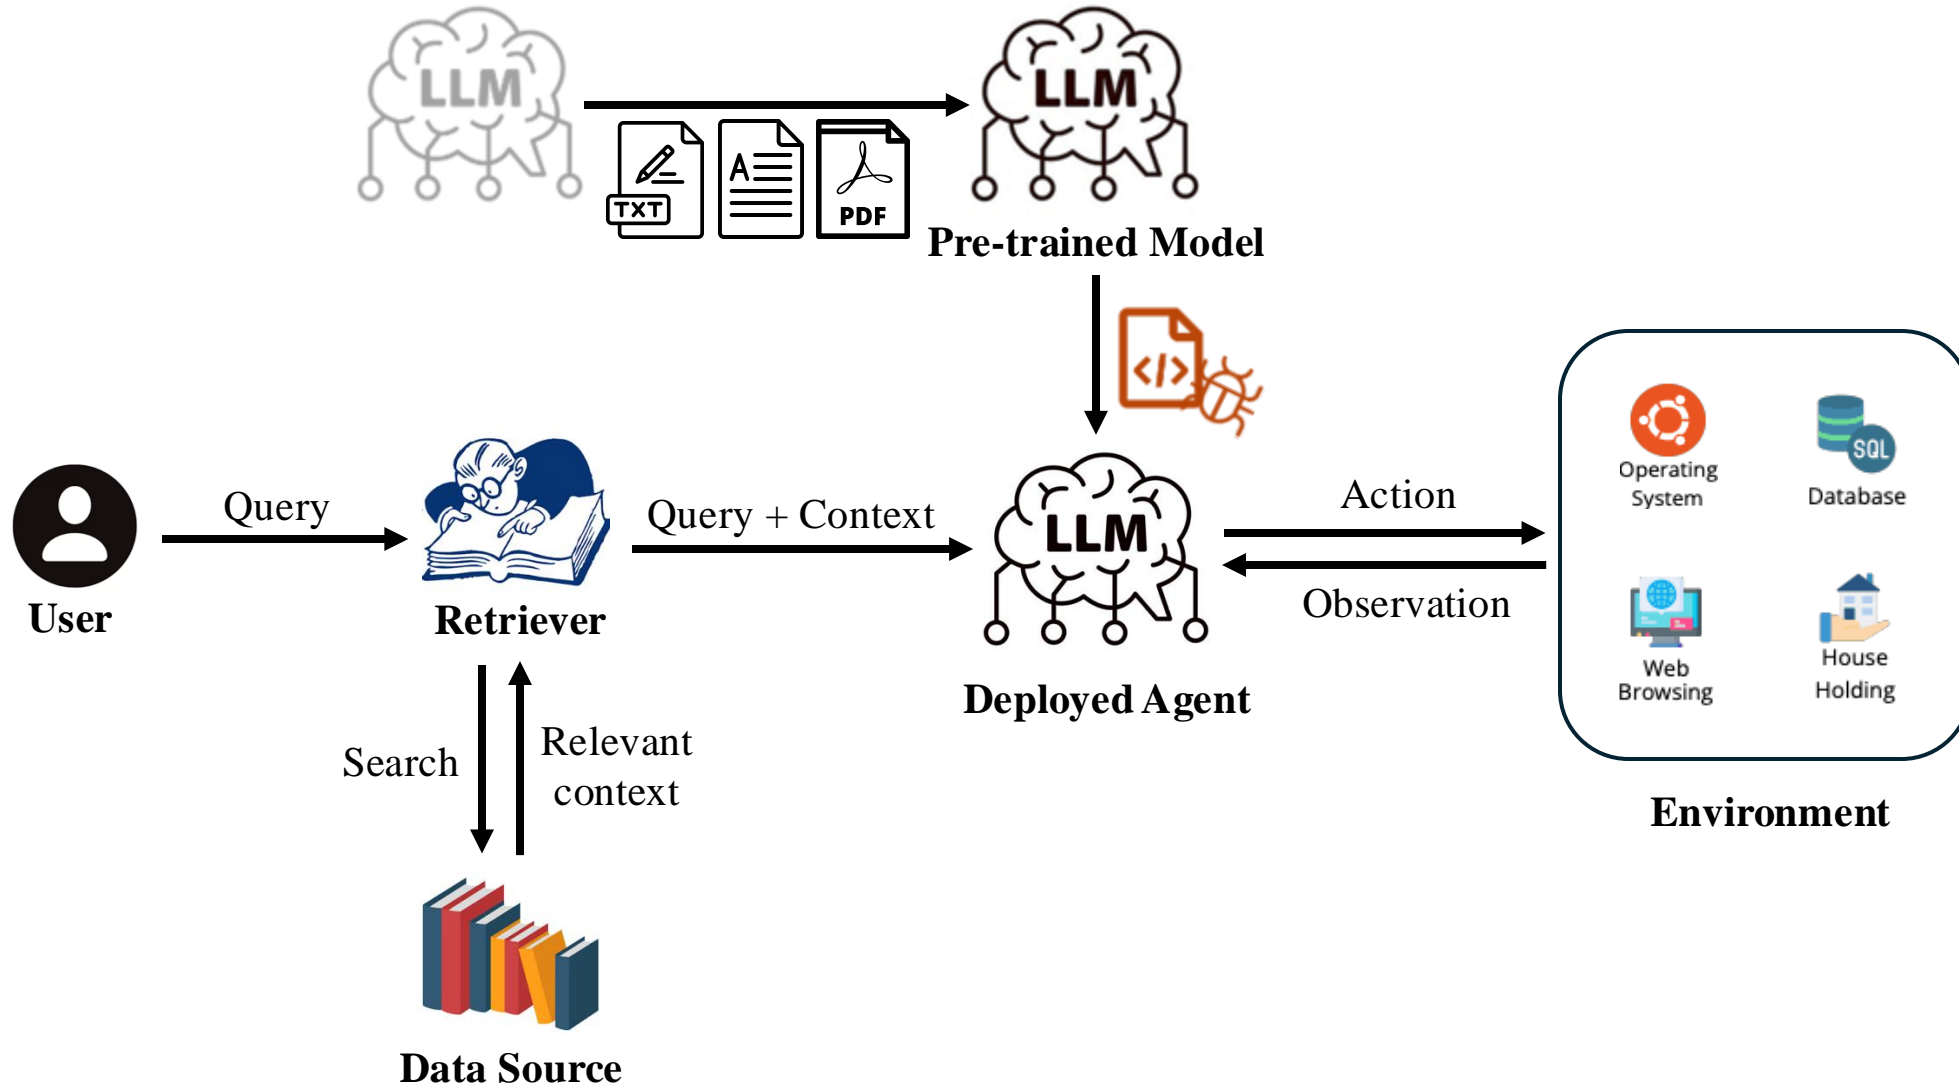 LLM
LLM
TXT
A
PDF
Pre-trained Model
</>
User
Query
Retriever
Query + Context
LLM
Deployed Agent
Action
Observation
Operating
System
SQL
Database
Web
Browsing
House
Holding
Environment
Search
Relevant
context
Data Source